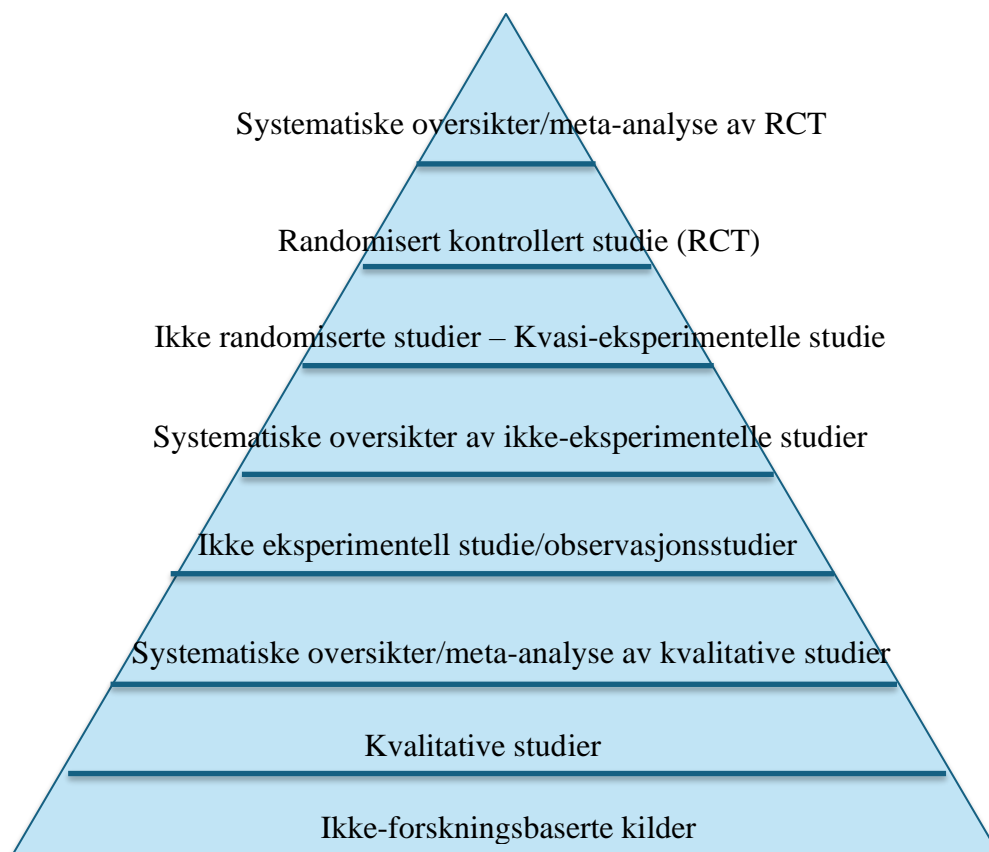 Systematiske oversikter/meta-analyse av RCT
Randomisert kontrollert studie (RCT)
Ikke randomiserte studier – Kvasi-eksperimentelle studie
Systematiske oversikter av ikke-eksperimentelle studier
Ikke eksperimentell studie/observasjonsstudier
Systematiske oversikter/meta-analyse av kvalitative studier
Kvalitative studier
Ikke-forskningsbaserte kilder